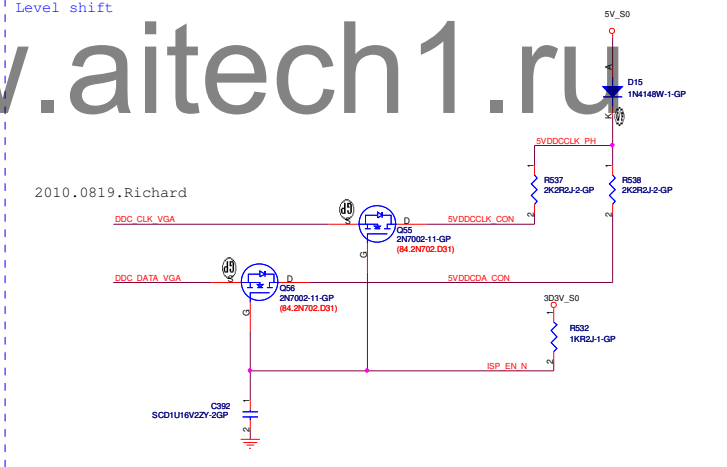 Level shift
5V_S0
.aitech1.ru
A
D15
1N4148W-1-GP
K
5VDDCCLK_PH
1
1
R537
2K2R2J-2-GP
R538
2K2R2J-2-GP
2010.0819.Richard
2
2
DDC_CLK_VGA
GP
S
D
5VDDCCLK_CON
Q55
2N7002-11-GP
(84.2N702.D31)
G
DDC_DATA_VGA
GP
S
D
5VDDCDA_CON
Q56
2N7002-11-GP
(84.2N702.D31)
G
3D3V_S0
1
R532
1KR2J-1-GP
2
ISP_EN_N
C392
SCD1U16V2ZY-2GP
1
2